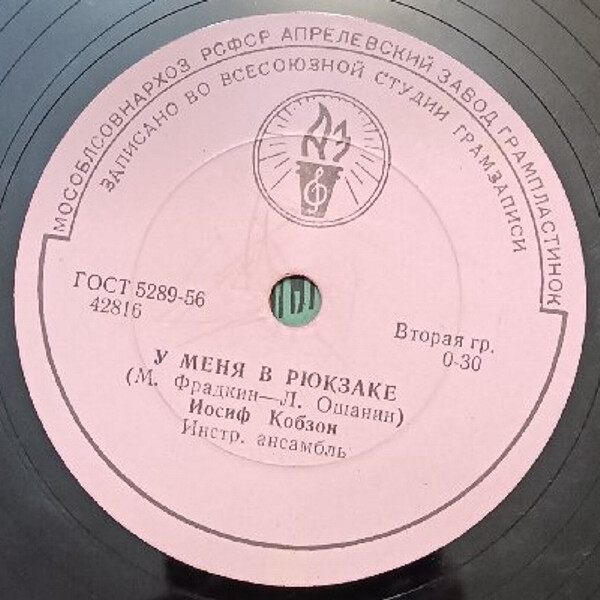 МОСОБЛСОВНАРХОЗ РСФСР АПРЕЛЕВСКИЙ ЗАВОД ГРАМПЛАСТИНОК
ЗАПИСАНО ВО ВСЕСОЮЗНОЙ СТУДИИ ГРАМЗАПИСИ
ГОСТ 5289-56
42816
Вторая гр.
0-30
У МЕНЯ В РЮКЗАКЕ
(М. Фрадкин—Л. Ошанин)
Иосиф Кобзон
Инстр. ансамбль